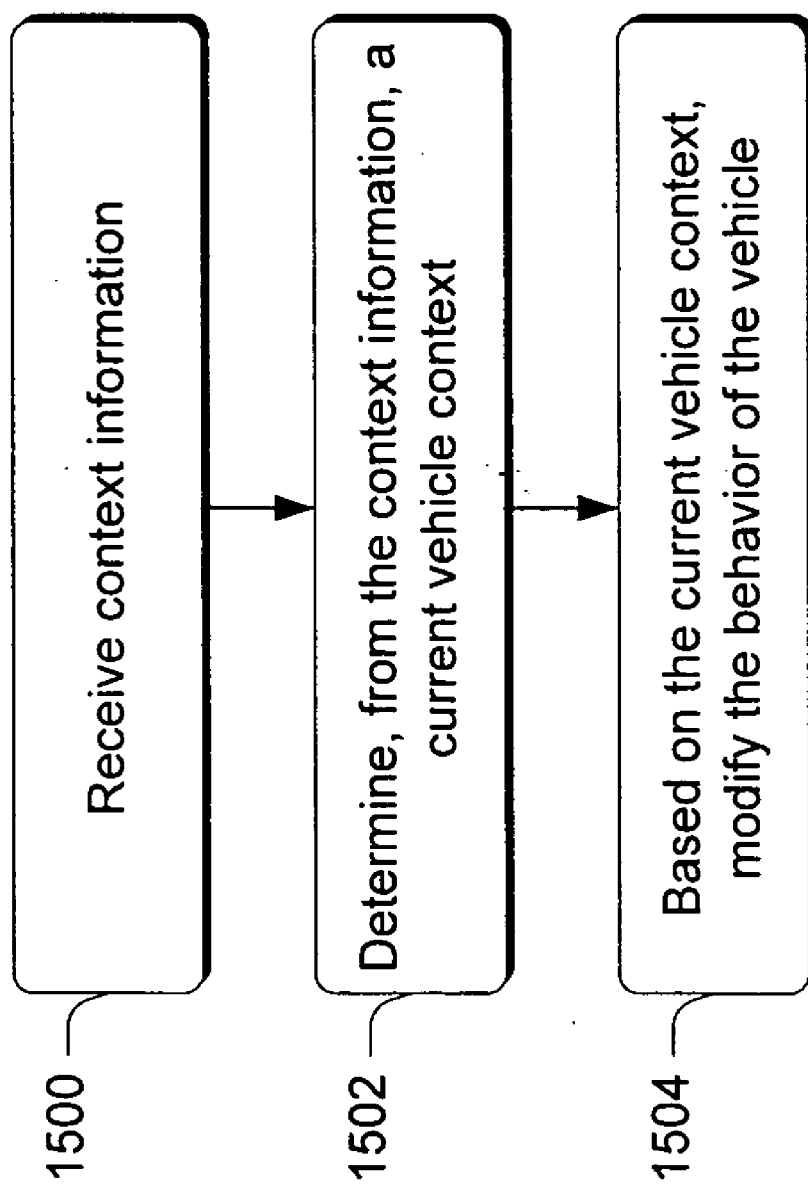 1500
Receive context information
1502
Determine, from the context information, a
current vehicle context
1504
Based on the current vehicle context,
modify the behavior of the vehicle